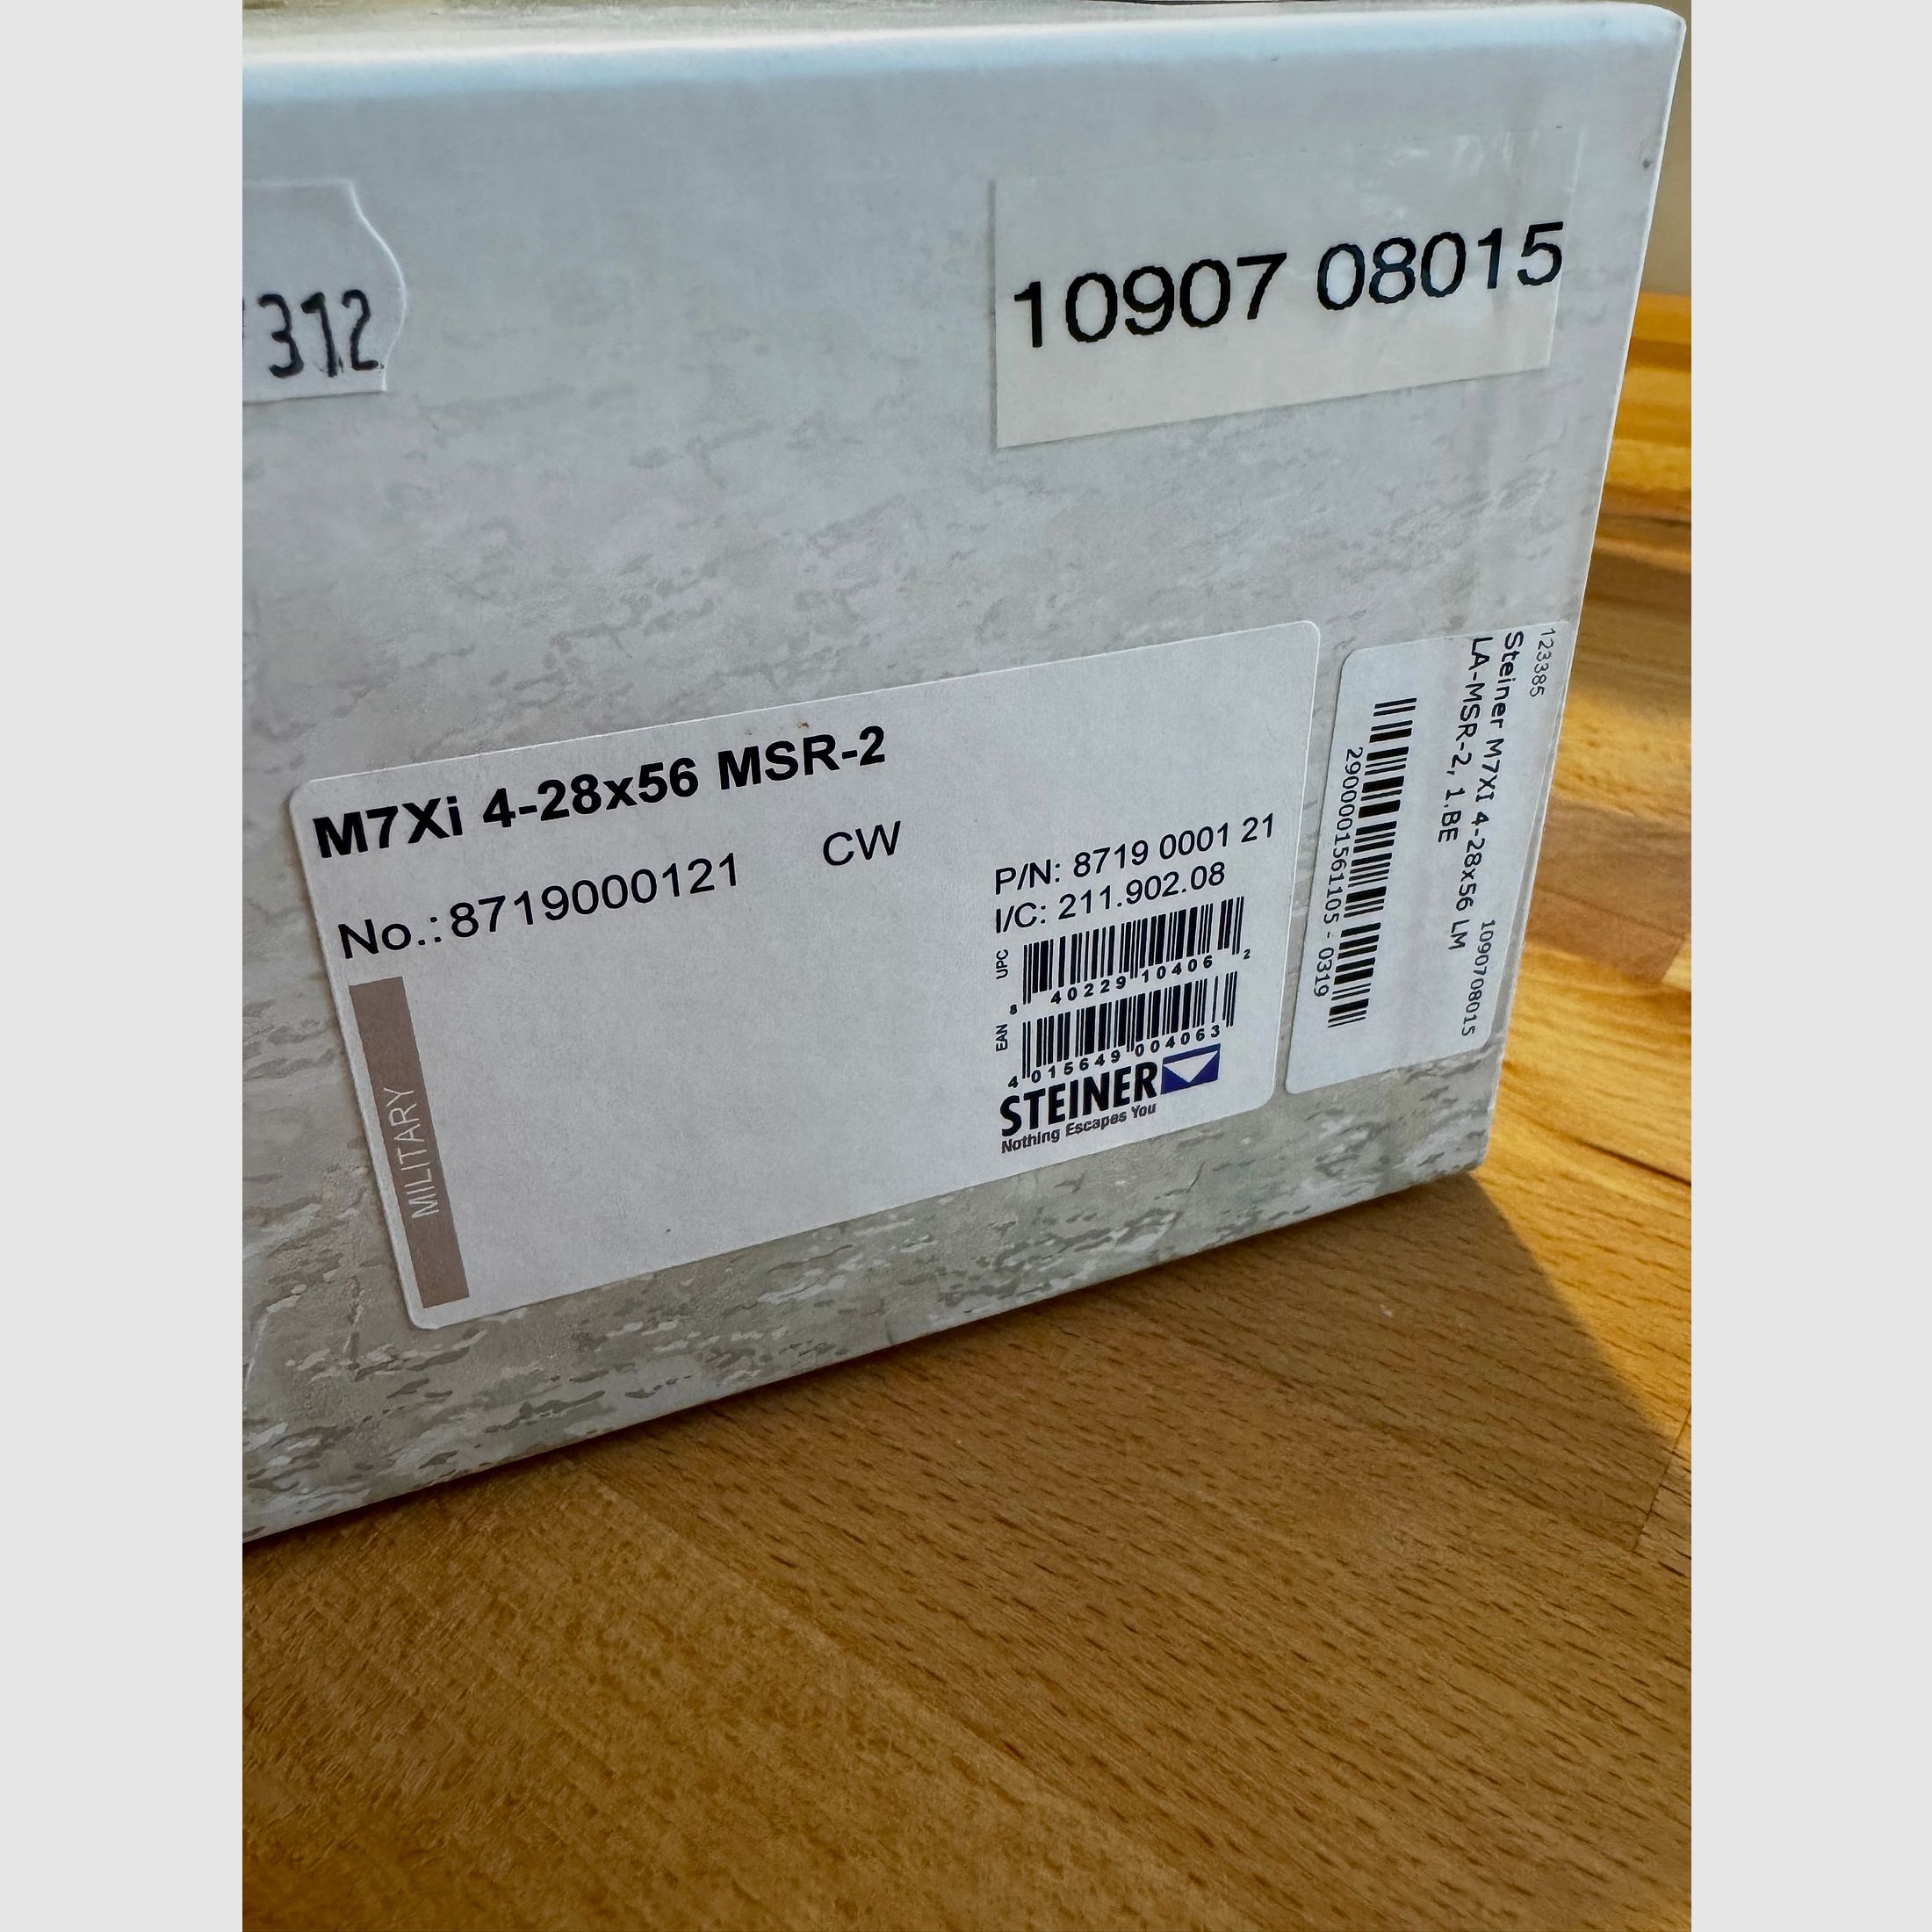 312
10907 08015
M7Xi 4-28x56 MSR-2
No.:8719000121 CW
P/N: 8719 0001 21
I/C: 211.902.08
UPC
8 40229 10406 2
EAN
4 015649 004063
STEINER
Nothing Escapes You
MILITARY
123385
Steiner M7XI 4-28x56 LM
LA-MSR-2, 1.BE
1090708015
2900001561105 - 0319